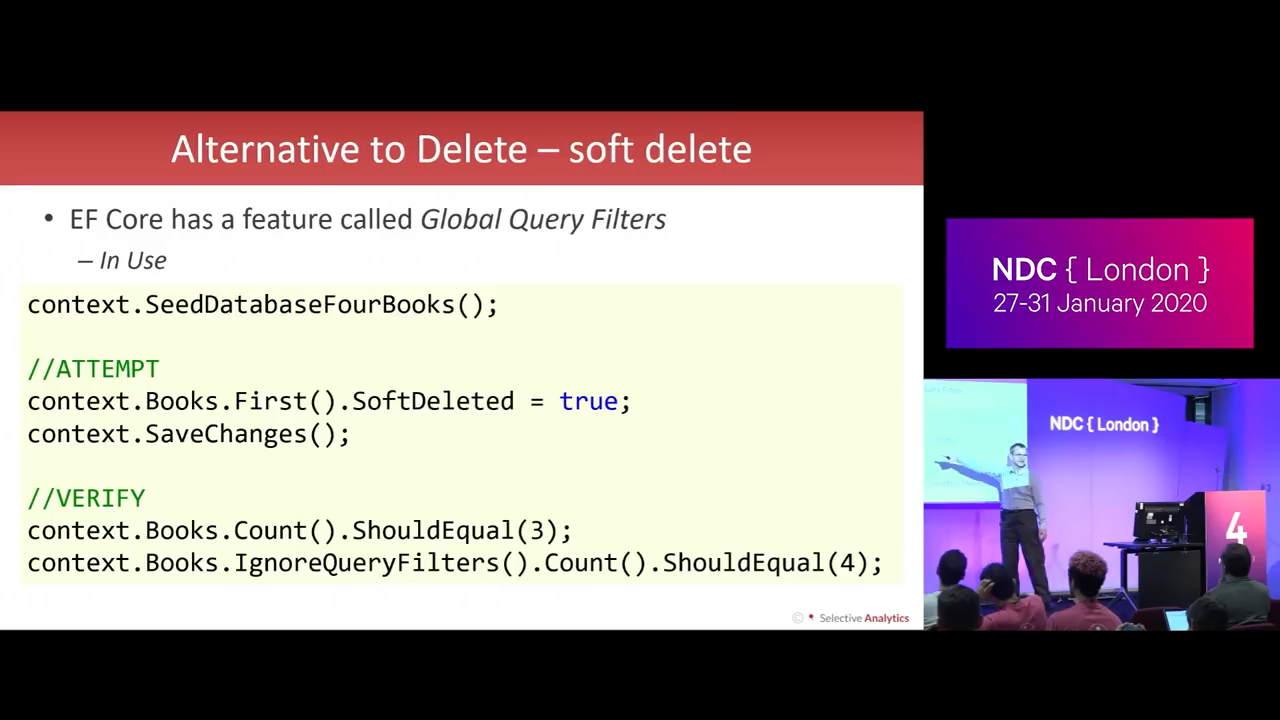 Alternative to Delete – soft delete
• EF Core has a feature called Global Query Filters
– In Use
context.SeedDatabaseFourBooks();
//ATTEMPT
context.Books.First().SoftDeleted = true;
context.SaveChanges();
//VERIFY
context.Books.Count().ShouldEqual(3);
context.Books.IgnoreQueryFilters().Count().ShouldEqual(4);
© Selective Analytics
NDC { London }
27-31 January 2020
NDC { London }
4